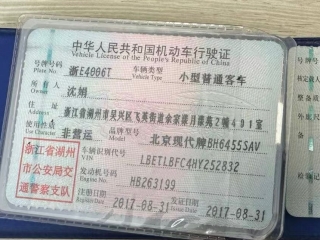 中华人民共和国机动车行驶证
Vehicle License of the People's Republic of China
号牌号码 浙E4006T 车辆类型 小型普通客车
Plate No. Vehicle Type
所有人 沈娟
Owner
住址 浙江省湖州市吴兴区飞英街道余家漾月漾苑2幢401室
Address
使用性质 非营运 品牌型号 北京现代牌BH6455SAV
Use Character Model
浙江省湖州
市公安局交
通警察支队
车辆识别代号 LBETLBFC4HY252832
VIN
发动机号码 HB263199
Engine No.
注册日期 2017-08-31 发证日期 2017-08-31
Register Date Issue Date